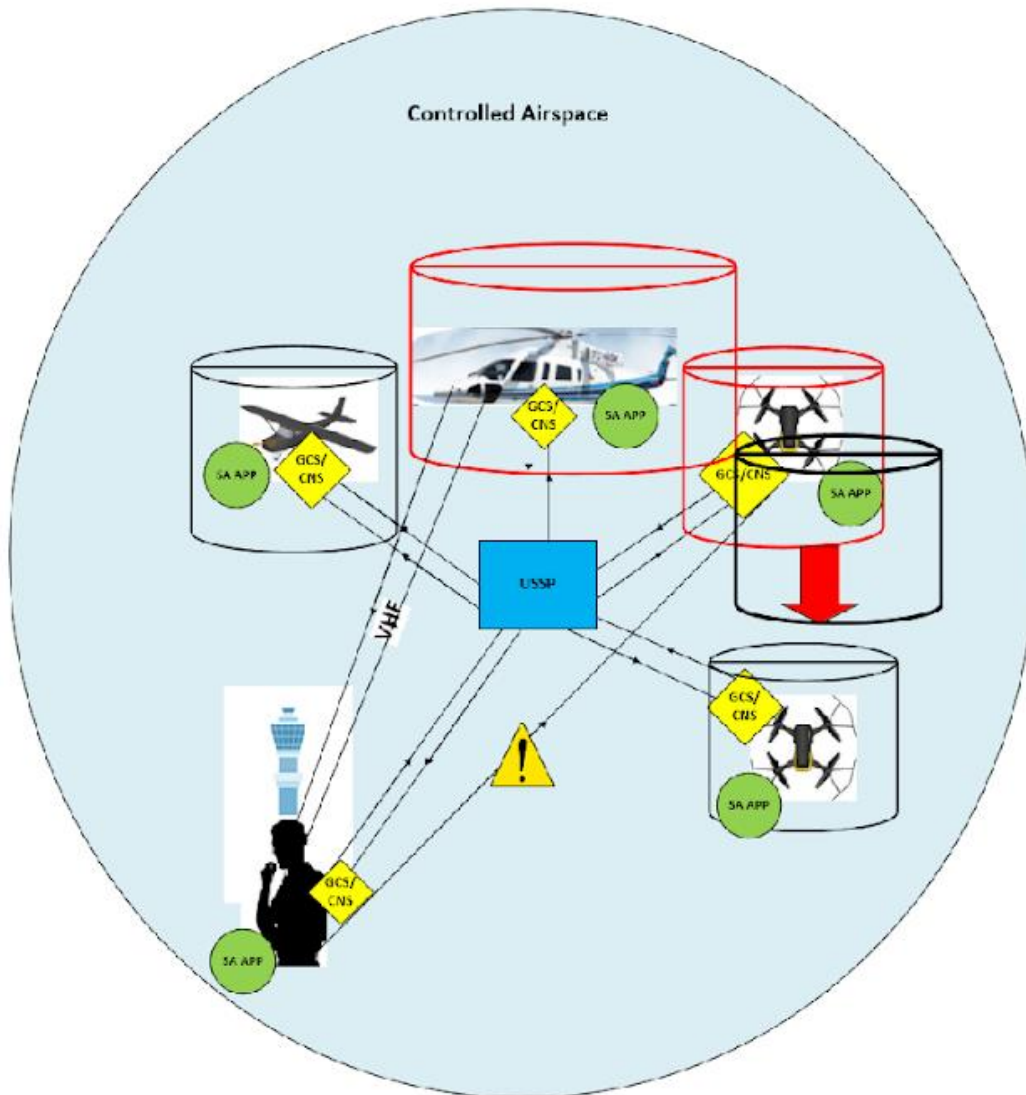 Controlled Airspace
GCS/
CNS
SA APP
GCS/
CNS
SA APP
GCS/CNS
SA APP
USSP
VHF
GCS/
CNS
SA APP
!
GCS/
CNS
SA APP